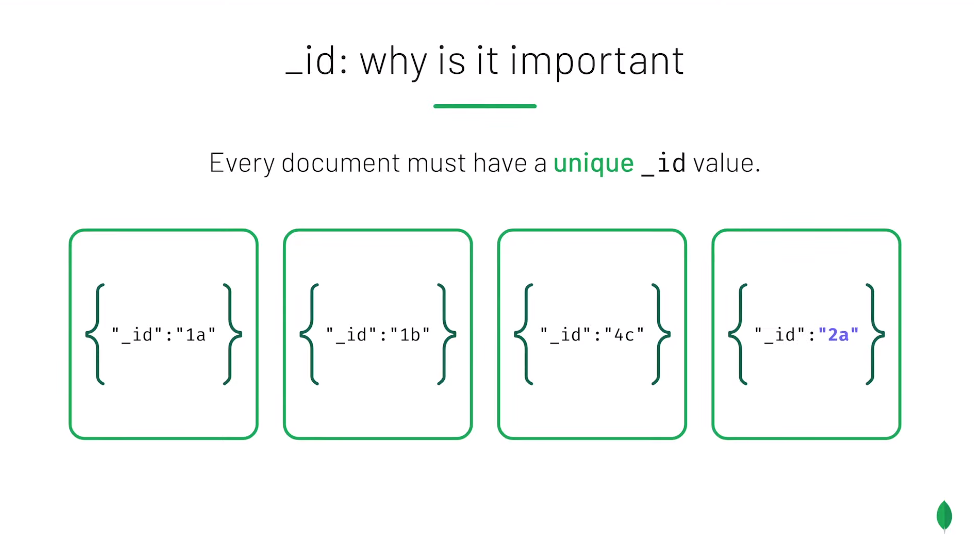 _id: why is it important
Every document must have a unique _id value.
{ "_id":"1a" }
{ "_id":"1b" }
{ "_id":"4c" }
{ "_id":"2a" }